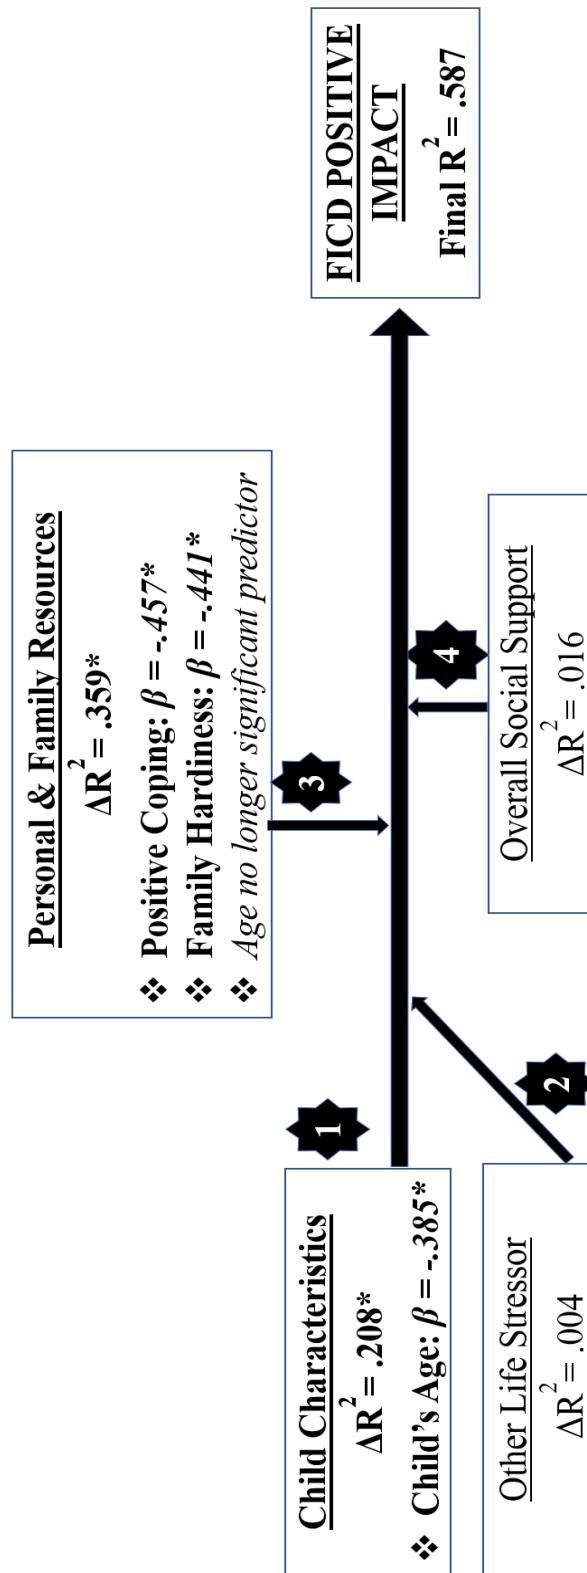 Child Characteristics
ΔR² = .208*
❖ Child’s Age: β = -.385*
1
Other Life Stressor
ΔR² = .004
2
Personal & Family Resources
ΔR² = .359*
❖ Positive Coping: β = -.457*
❖ Family Hardiness: β = -.441*
❖ Age no longer significant predictor
3
Overall Social Support
ΔR² = .016
4
FICD POSITIVE
IMPACT
Final R² = .587